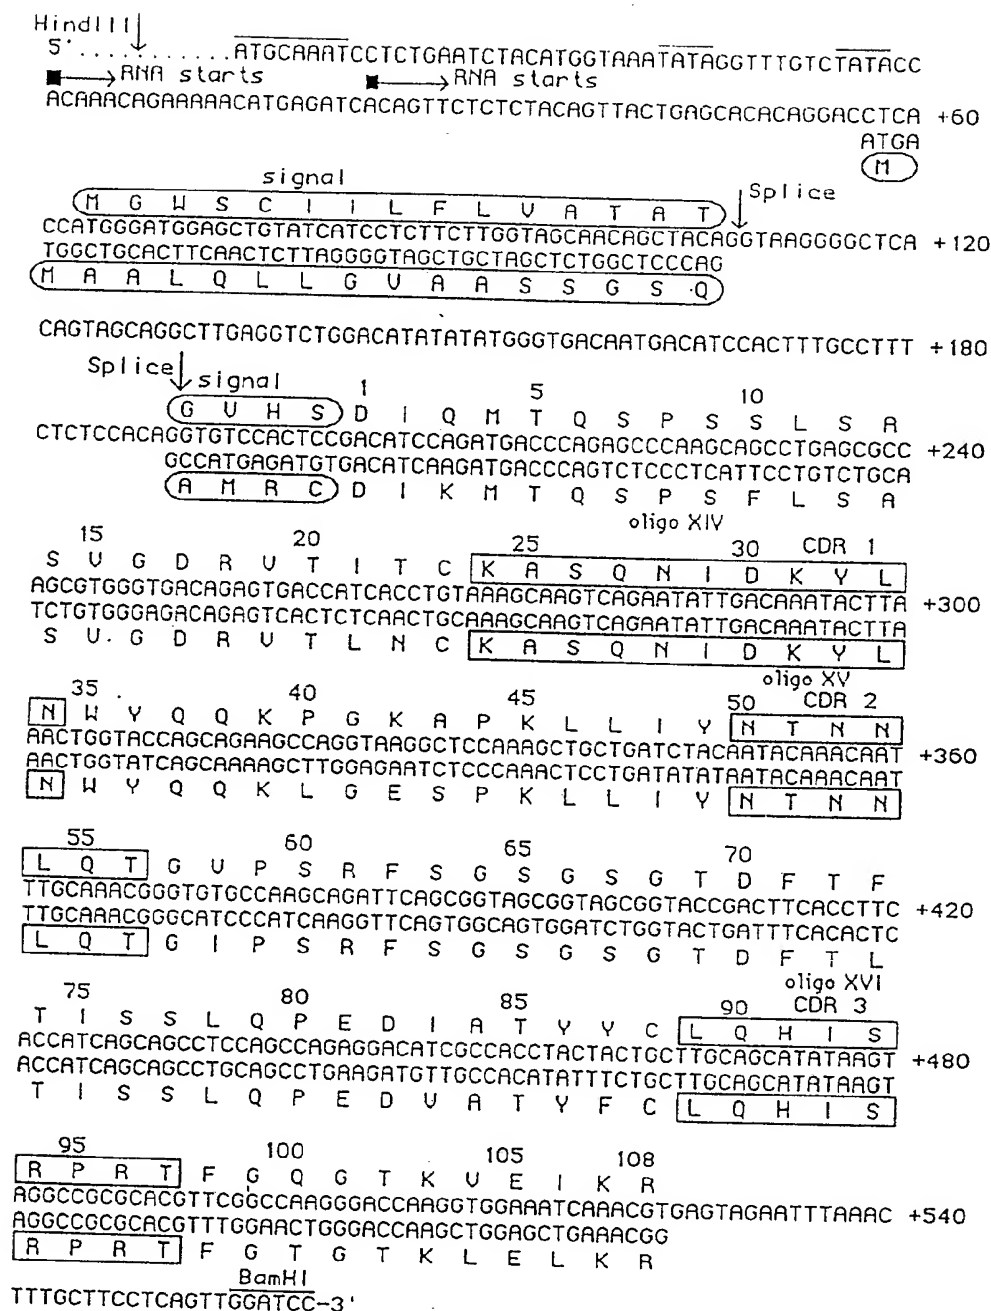 HindIII
5'. . . . . . . . . . .ATGCAAATCCTCTGAATCTACATGGTAAATATAGGTTTGTCTATACC
RNA starts RNA starts
ACAAACAGAAAAACATGAGATCACAGTTCTCTCTACAGTTACTGAGCACACAGGACCTCA +60
ATGA
M
signal Splice
M G W S C I I L F L V A T A T
CCATGGGATGGAGCTGTATCATCCTCTTCTTGGTAGCAACAGCTACAGGTAAGGGGCTCA +120
TGGCTGCACTTCAACTCTTAGGGGTAGCTGCTAGCTCTGGCTCCCAG
M A A L Q L L G V A A S S G S Q
CAGTAGCAGGCTTGAGGTCTGGACATATATATGGGTGACAATGACATCCACTTTGCCTTT +180
Splice signal 1 5 10
G V H S D I Q M T Q S P S S L S A
CTCTCCACAGGTGTCCACTCCGACATCCAGATGACCCAGAGCCCAAGCAGCCTGAGCGCC +240
GCCATGAGATGTGACATCAAGATGACCCAGTCTCCCTCATTCCTGTCTGCA
A M R C D I K M T Q S P S F L S A
oligo XIV
15 20 25 30 CDR 1
S V G D R V T I T C K A S Q N I D K Y L
AGCGTGGGTGACAGAGTGACCATCACCTGTAAAGCAAGTCAGAATATTGACAAATACTTA +300
TCTGTGGGAGACAGAGTCACTCTCAACTGCAAAGCAAGTCAGAATATTGACAAATACTTA
S V G D R V T L N C K A S Q N I D K Y L
oligo XV
35 40 45 50 CDR 2
N W Y Q Q K P G K A P K L L I Y N T N N
AACTGGTACCAGCAGAAGCCAGGTAAGGCTCCAAAGCTGCTGATCTACAATACAAACAAT +360
AACTGGTATCAGCAAAAGCTTGGAGAATCTCCCAAACTCCTGATATATAATACAAACAAT
N W Y Q Q K L G E S P K L L I Y N T N N
55 60 65 70
L Q T G V P S R F S G S G S G T D F T F
TTGCAAACGGGTGTGCCAAGCAGATTCAGCGGTAGCGGTAGCGGTACCGACTTCACCTTC +420
TTGCAAACGGGCATCCCATCAAGGTTCAGTGGCAGTGGATCTGGTACTGATTTCACACTC
L Q T G I P S R F S G S G S G T D F T L
oligo XVI
75 80 85 90 CDR 3
T I S S L Q P E D I A T Y Y C L Q H I S
ACCATCAGCAGCCTCCAGCCAGAGGACATCGCCACCTACTACTGCTTGCAGCATATAAGT +480
ACCATCAGCAGCCTGCAGCCTGAAGATGTTGCCACATATTTCTGCTTGCAGCATATAAGT
T I S S L Q P E D V A T Y F C L Q H I S
95 100 105 108
R P R T F G Q G T K V E I K R
AGGCCGCGCACGTTCGGCCAAGGGACCAAGGTGGAAATCAAACGTGAGTAGAATTTAAAC +540
AGGCCGCGCACGTTTGGAACTGGGACCAAGCTGGAGCTGAAACGG
R P R T F G T G T K L E L K R
BamHI
TTTGCTTCCTCAGTTGGATCC-3'